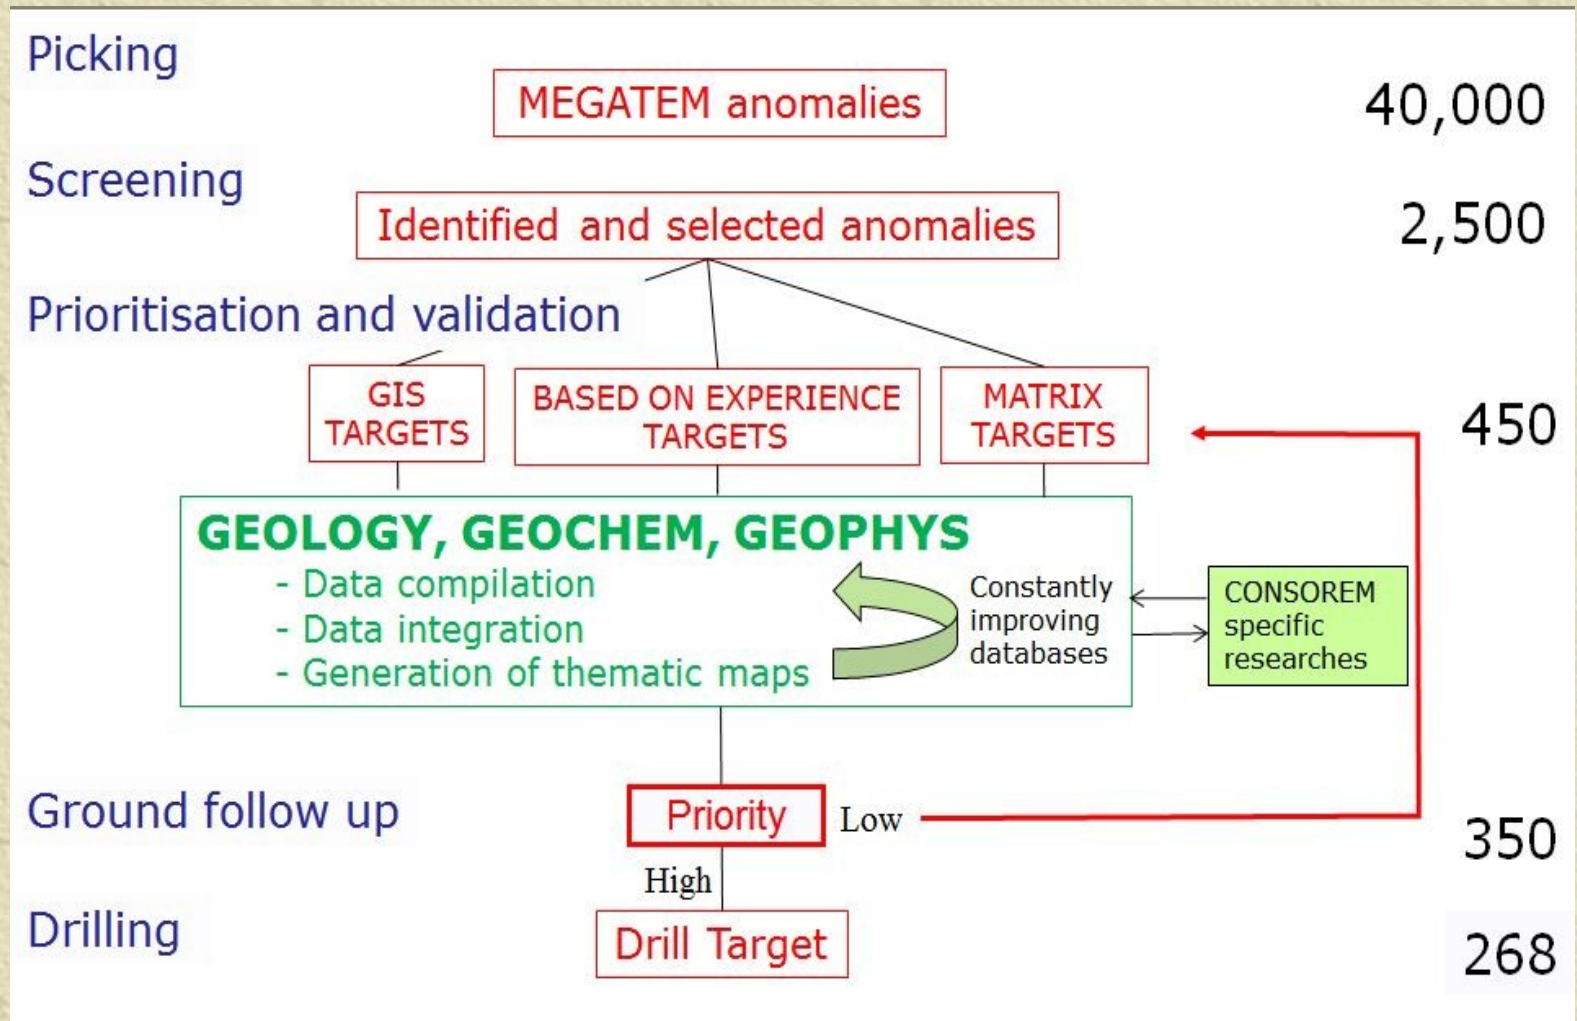 Picking
MEGATEM anomalies
40,000
Screening
Identified and selected anomalies
2,500
Prioritisation and validation
GIS
TARGETS
BASED ON EXPERIENCE
TARGETS
MATRIX
TARGETS
450
GEOLOGY, GEOCHEM, GEOPHYS
- Data compilation
- Data integration
- Generation of thematic maps
Constantly
improving
databases
CONSOREM
specific
researches
Ground follow up
Priority
Low
350
High
Drilling
Drill Target
268